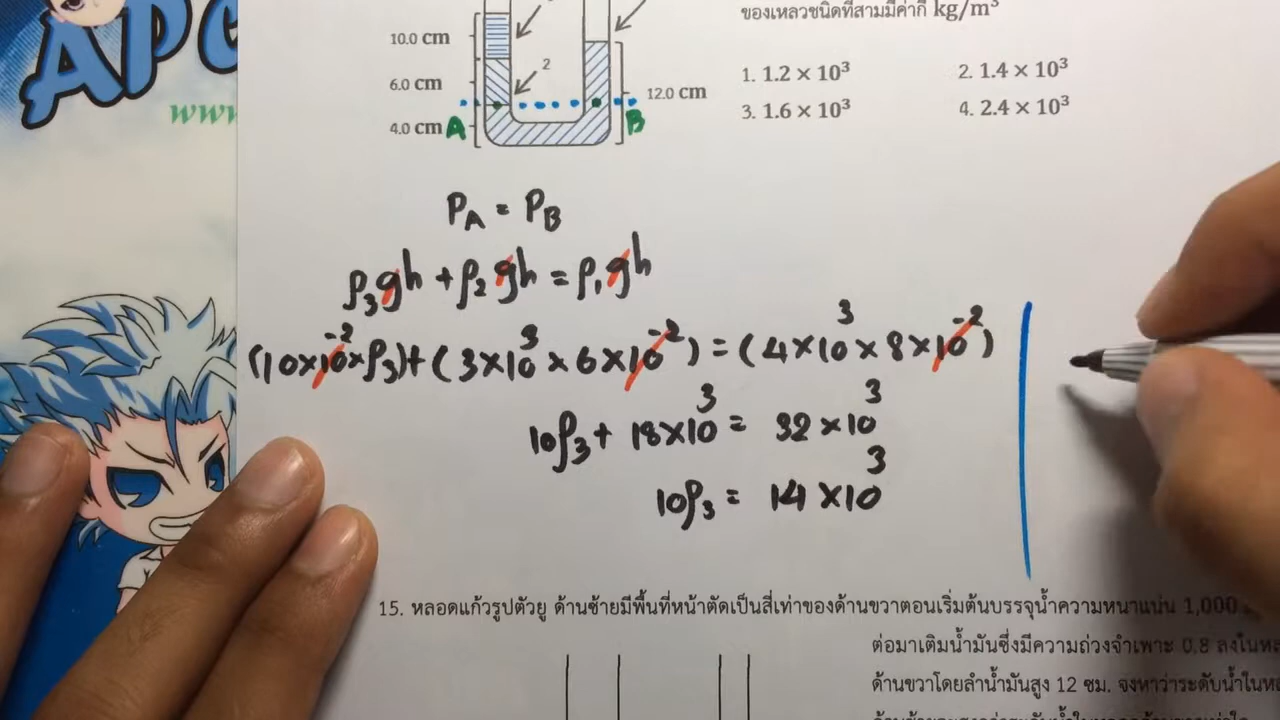 APC
www
ของเหลวชนิดที่สามมีค่ากี่ kg/m³
10.0 cm
6.0 cm
2
12.0 cm
4.0 cm A
B
1. 1.2 × 10³
2. 1.4 × 10³
3. 1.6 × 10³
4. 2.4 × 10³
P_A = P_B
ρ₃gh + ρ₂gh = ρ₁gh
(10×10⁻²×ρ₃)+(3×10³×6×10⁻²) = (4×10³×8×10⁻²)
10ρ₃ + 18×10³ = 32×10³
10ρ₃ = 14×10³
15. หลอดแก้วรูปตัวยู ด้านซ้ายมีพื้นที่หน้าตัดเป็นสี่เท่าของด้านขวาตอนเริ่มต้นบรรจุน้ำความหนาแน่น 1,000
ต่อมาเติมน้ำมันซึ่งมีความถ่วงจำเพาะ 0.8 ลงใน
ด้านขวาโดยลำน้ำมันสูง 12 ซม. จงหาว่าระดับน้ำใน